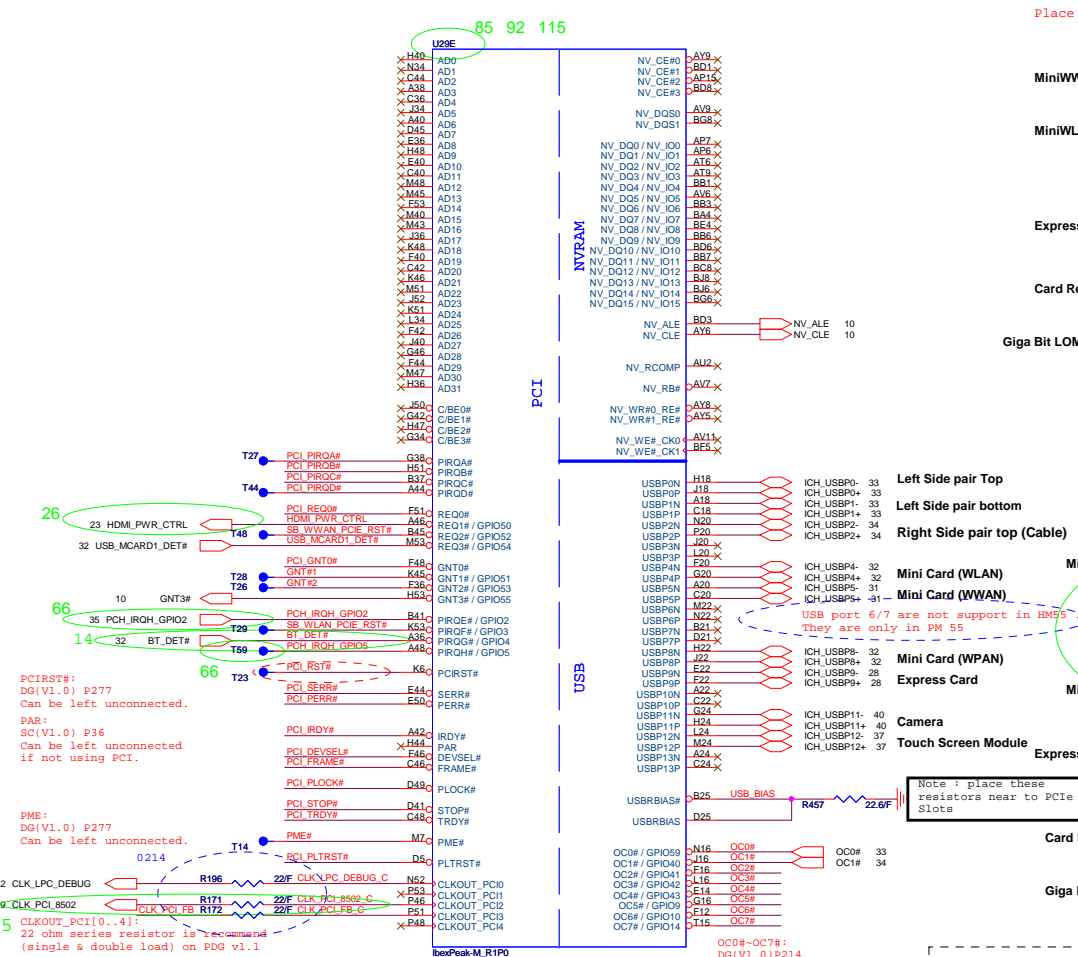 85 92 115
U29E
Place
H40 AD0
N34 AD1
C44 AD2
A38 AD3
C36 AD4
J34 AD5
A40 AD6
D45 AD7
E36 AD8
H48 AD9
E40 AD10
C40 AD11
M48 AD12
M45 AD13
F53 AD14
M40 AD15
M43 AD16
J36 AD17
K48 AD18
F40 AD19
C42 AD20
K46 AD21
M51 AD22
J52 AD23
K51 AD24
L34 AD25
F42 AD26
J40 AD27
G46 AD28
F44 AD29
M47 AD30
H36 AD31
J50 C/BE0#
G42 C/BE1#
H47 C/BE2#
G34 C/BE3#
T27 PCI_PIRQA# G38 PIRQA#
PCI_PIRQB# H51 PIRQB#
PCI_PIRQC# B37 PIRQC#
T44 PCI_PIRQD# A44 PIRQD#
26
PCI_REQ0# F51 REQ0#
23 HDMI_PWR_CTRL HDMI_PWR_CTRL A46 REQ1# / GPIO50
T48 SB_WWAN_PCIE_RST# B45 REQ2# / GPIO52
32 USB_MCARD1_DET# USB_MCARD1_DET# M53 REQ3# / GPIO54
PCI_GNT0# F48 GNT0#
T28 GNT#1 K45 GNT1# / GPIO51
T26 GNT#2 F36 GNT2# / GPIO53
10 GNT3# H53 GNT3# / GPIO55
66
35 PCH_IRQH_GPIO2 PCH_IRQH_GPIO2 B41 PIRQE# / GPIO2
T29 SB_WLAN_PCIE_RST# K53 PIRQF# / GPIO3
14 32 BT_DET# BT_DET# A36 PIRQG# / GPIO4
T59 PCH_IRQH_GPIO5 A48 PIRQH# / GPIO5
66
T23 PCI_RST# K6 PCIRST#
PCIRST#:
DG(V1.0) P277
Can be left unconnected.
PAR:
SC(V1.0) P36
Can be left unconnected
if not using PCI.
PCI_SERR# E44 SERR#
PCI_PERR# E50 PERR#
PCI_IRDY# A42 IRDY#
H44 PAR
PCI_DEVSEL# F46 DEVSEL#
PCI_FRAME# C46 FRAME#
PCI_PLOCK# D49 PLOCK#
PCI_STOP# D41 STOP#
PCI_TRDY# C48 TRDY#
PME:
DG(V1.0) P277
Can be left unconnected.
T14 PME# M7 PME#
0214
PCI_PLTRST# D5 PLTRST#
2 CLK_LPC_DEBUG R196 22/F CLK_LPC_DEBUG_C N52 CLKOUT_PCI0
P53 CLKOUT_PCI1
9 CLK_PCI_8502 R171 22/F CLK_PCI_8502_C P46 CLKOUT_PCI2
CLK_PCI_FB R172 22/F CLK_PCI_FB_C P51 CLKOUT_PCI3
P48 CLKOUT_PCI4
5
CLKOUT_PCI[0..4]:
22 ohm series resistor is recommend
(single & double load) on PDG v1.1
IbexPeak-M_R1P0
PCI
NVRAM
USB
NV_CE#0 AY9
NV_CE#1 BD1
NV_CE#2 AP15
NV_CE#3 BD8
NV_DQS0 AV9
NV_DQS1 BG8
NV_DQ0 / NV_IO0 AP7
NV_DQ1 / NV_IO1 AP6
NV_DQ2 / NV_IO2 AT6
NV_DQ3 / NV_IO3 AT9
NV_DQ4 / NV_IO4 BB1
NV_DQ5 / NV_IO5 AV6
NV_DQ6 / NV_IO6 BB3
NV_DQ7 / NV_IO7 BA4
NV_DQ8 / NV_IO8 BE4
NV_DQ9 / NV_IO9 BB6
NV_DQ10 / NV_IO10 BD6
NV_DQ11 / NV_IO11 BB7
NV_DQ12 / NV_IO12 BC8
NV_DQ13 / NV_IO13 BJ8
NV_DQ14 / NV_IO14 BJ6
NV_DQ15 / NV_IO15 BG6
NV_ALE BD3 NV_ALE 10
NV_CLE AY6 NV_CLE 10
NV_RCOMP AU2
NV_RB# AV7
NV_WR#0_RE# AY8
NV_WR#1_RE# AY5
NV_WE#_CK0 AV11
NV_WE#_CK1 BF5
USBP0N H18 ICH_USBP0- 33 Left Side pair Top
USBP0P J18 ICH_USBP0+ 33
USBP1N A18 ICH_USBP1- 33 Left Side pair bottom
USBP1P C18 ICH_USBP1+ 33
USBP2N N20 ICH_USBP2- 34
USBP2P P20 ICH_USBP2+ 34 Right Side pair top (Cable)
USBP3N J20
USBP3P L20
USBP4N F20 ICH_USBP4- 32
USBP4P G20 ICH_USBP4+ 32 Mini Card (WLAN)
USBP5N A20 ICH_USBP5- 31
USBP5P C20 ICH_USBP5+ 31 Mini Card (WWAN)
USBP6N M22
USBP6P N22
USBP7N B21
USBP7P D21
USB port 6/7 are not support in HM55 .
They are only in PM 55
USBP8N H22 ICH_USBP8- 32
USBP8P J22 ICH_USBP8+ 32 Mini Card (WPAN)
USBP9N E22 ICH_USBP9- 28
USBP9P F22 ICH_USBP9+ 28 Express Card
USBP10N A22
USBP10P C22
USBP11N G24 ICH_USBP11- 40
USBP11P H24 ICH_USBP11+ 40 Camera
USBP12N L24 ICH_USBP12- 37
USBP12P M24 ICH_USBP12+ 37 Touch Screen Module
USBP13N A24
USBP13P C24
USBRBIAS# B25 USB_BIAS R457 22.6/F
USBRBIAS D25
Note : place these
resistors near to PCIe
Slots
OC0# / GPIO59 N16 OC0# OC0# 33
OC1# / GPIO40 J16 OC1# OC1# 34
OC2# / GPIO41 F16 OC2#
OC3# / GPIO42 L16 OC3#
OC4# / GPIO43 E14 OC4#
OC5# / GPIO9 G16 OC5#
OC6# / GPIO10 F12 OC6#
OC7# / GPIO14 T15 OC7#
OC0#~OC7#:
DG(V1.0)P214
MiniWW
MiniWL
Express
Card Re
Giga Bit LOM
Mi
Mi
Express
Card
Giga